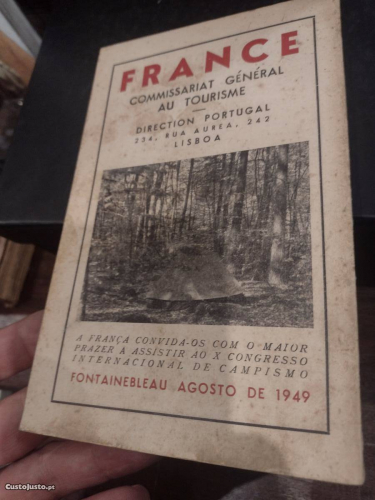 FRANCE
COMMISSARIAT GÉNÉRAL
AU TOURISME
DIRECTION PORTUGAL
234, RUA AUREA, 242
LISBOA
A FRANÇA CONVIDA-OS COM O MAIOR
PRAZER À ASSISTIR AO X CONGRESSO
INTERNACIONAL DE CAMPISMO
FONTAINEBLEAU AGOSTO DE 1949
CustoJusto.pt